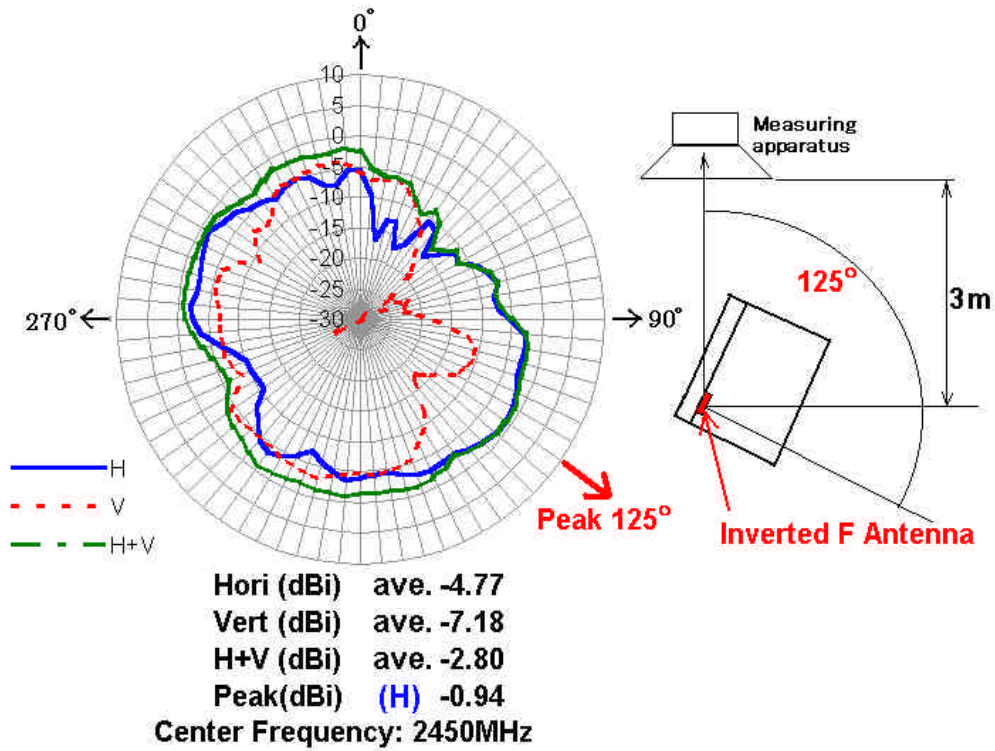 0°
10
5
0
-5
-10
-15
-20
-25
-30
270°
90°
H
V
H+V
Peak 125°
Measuring
apparatus
125°
3m
Inverted F Antenna
Hori (dBi) ave. -4.77
Vert (dBi) ave. -7.18
H+V (dBi) ave. -2.80
Peak(dBi) (H) -0.94
Center Frequency: 2450MHz